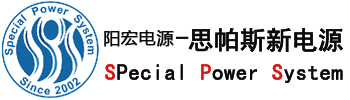 Special Power System
Since 2002
阳宏电源-思帕斯新电源
SPecial Power System